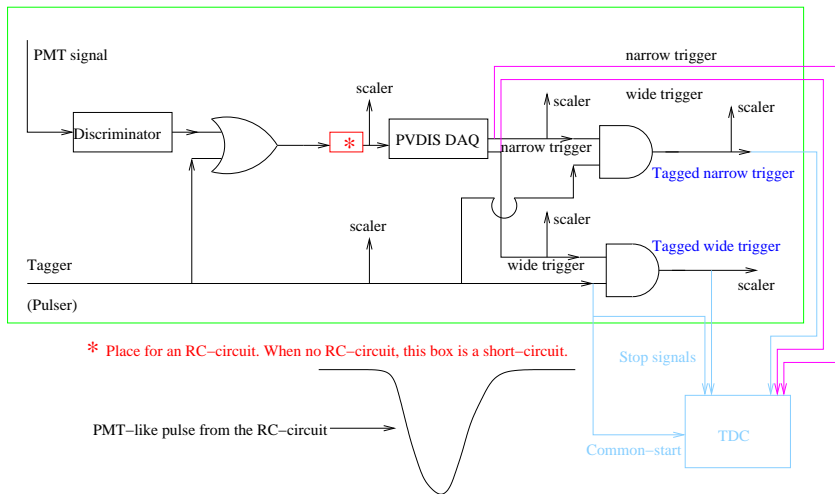 PMT signal
narrow trigger
scaler
wide trigger
scaler
scaler
Discriminator
*
PVDIS DAQ
narrow trigger
Tagged narrow trigger
scaler
scaler
Tagged wide trigger
Tagger
wide trigger
scaler
(Pulser)
* Place for an RC−circuit. When no RC−circuit, this box is a short−circuit.
Stop signals
PMT−like pulse from the RC−circuit
TDC
Common−start